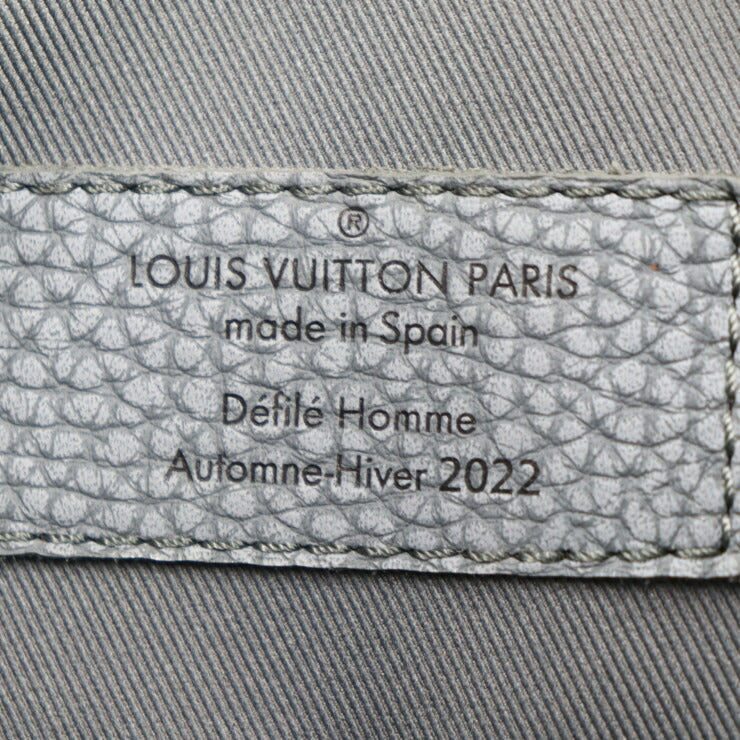 ®
LOUIS VUITTON PARIS
made in Spain
Défilé Homme
Automne-Hiver 2022